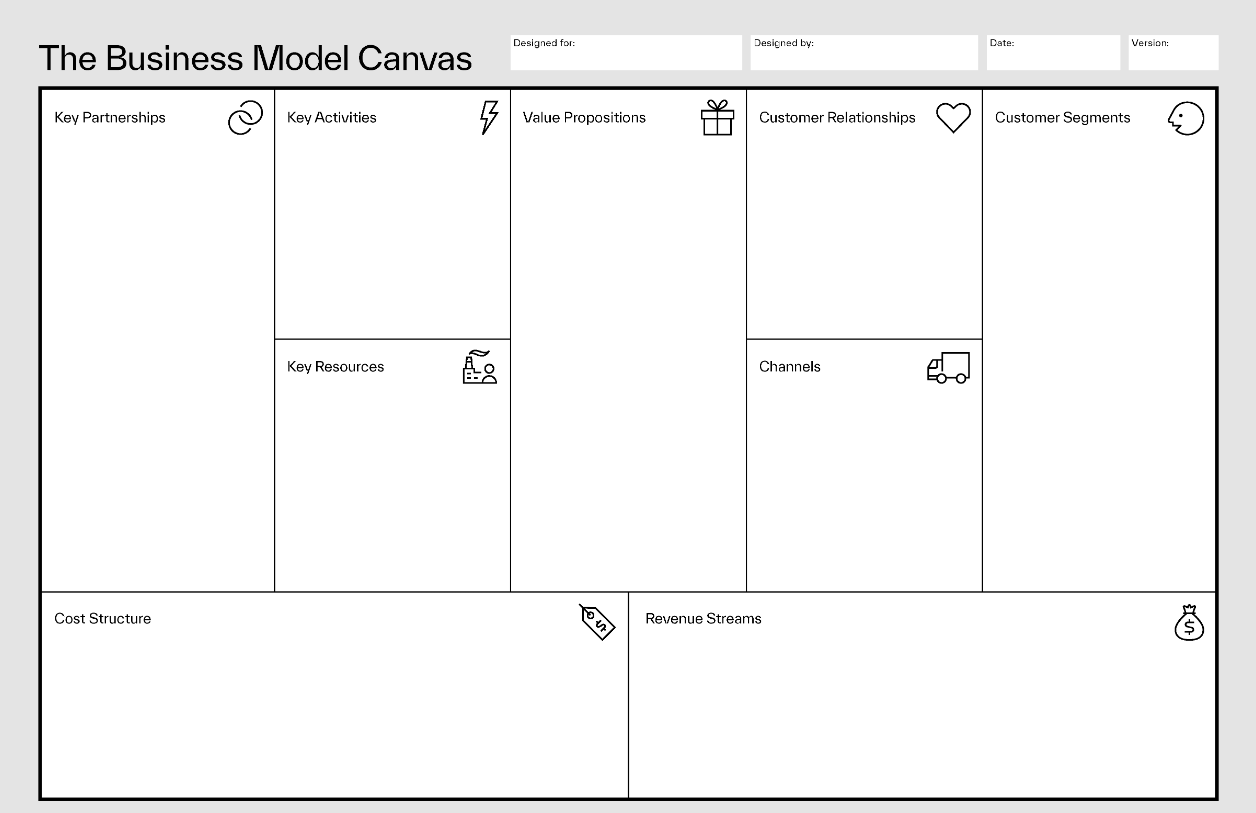 The Business Model Canvas
Designed for:
Designed by:
Date:
Version:
Key Partnerships
Key Activities
Value Propositions
Customer Relationships
Customer Segments
Key Resources
Channels
Cost Structure
$
Revenue Streams
$